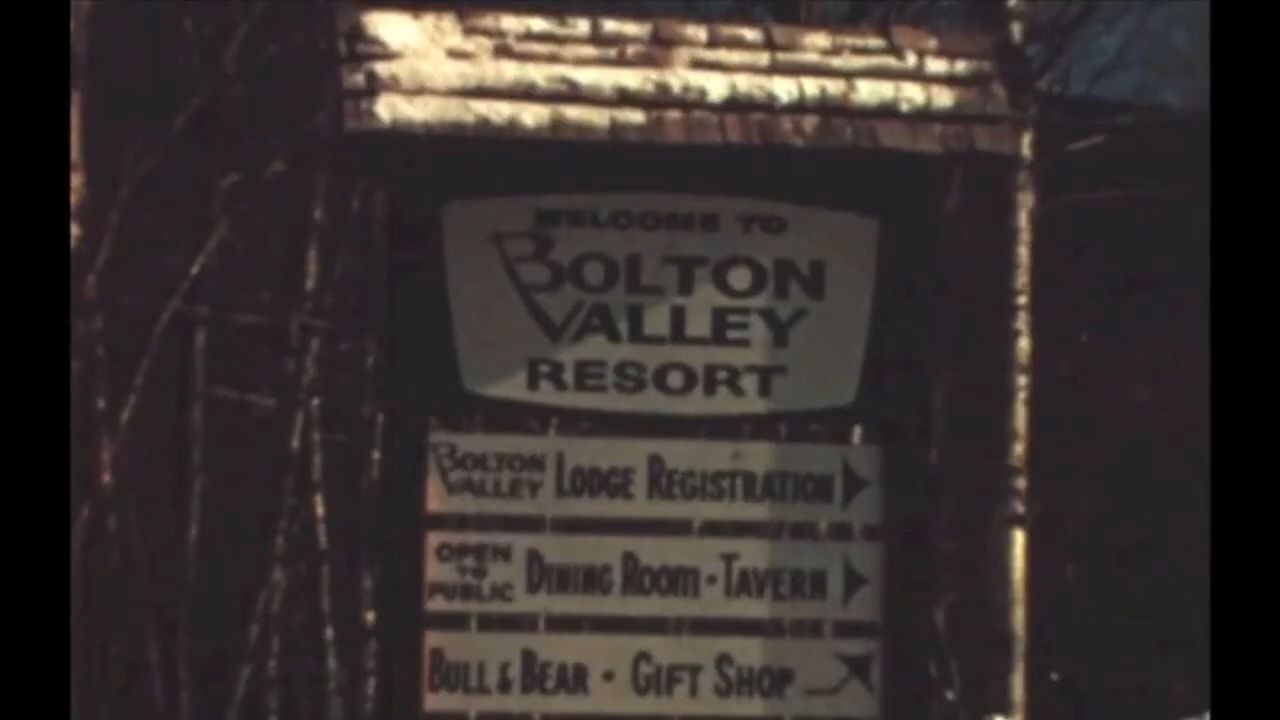 WELCOME TO
BOLTON
VALLEY
RESORT
BOLTON VALLEY LODGE REGISTRATION
OPEN TO PUBLIC DINING ROOM · TAVERN
BULL & BEAR · GIFT SHOP